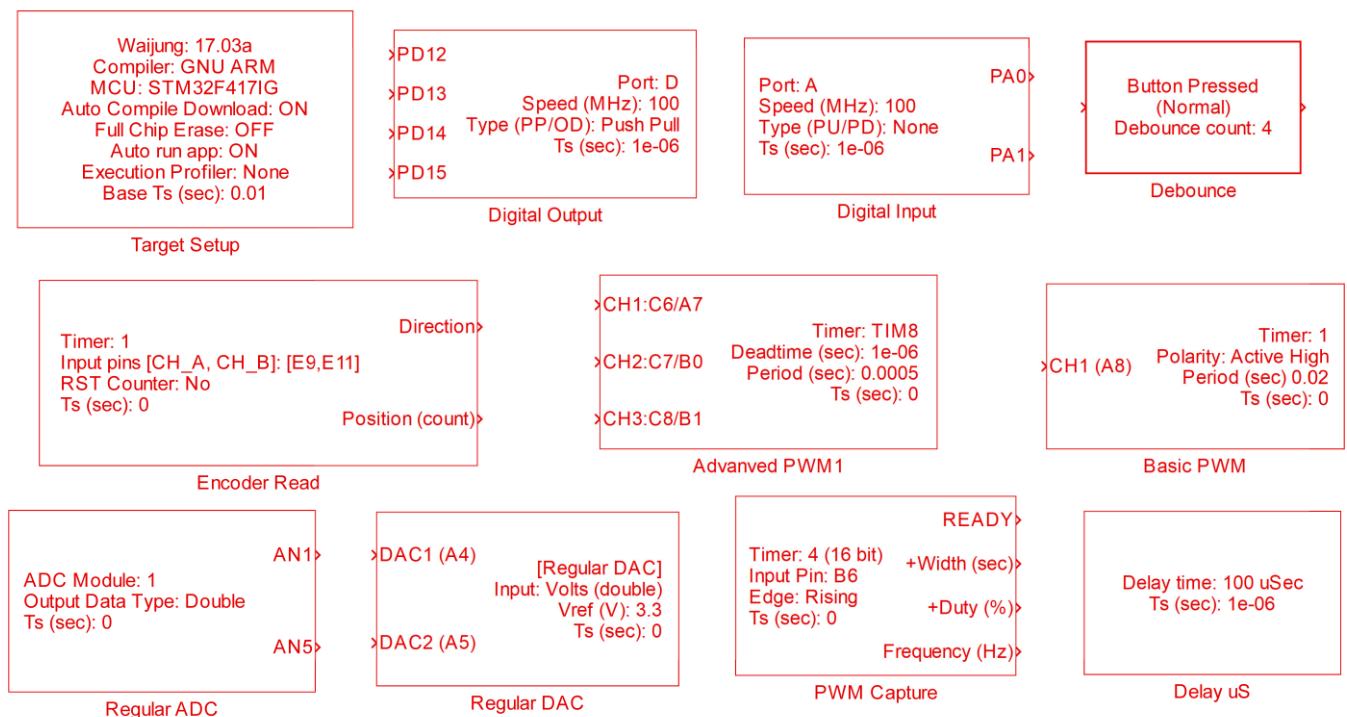 Waijung: 17.03a
Compiler: GNU ARM
MCU: STM32F417IG
Auto Compile Download: ON
Full Chip Erase: OFF
Auto run app: ON
Execution Profiler: None
Base Ts (sec): 0.01
Target Setup
PD12
PD13
PD14
PD15
Port: D
Speed (MHz): 100
Type (PP/OD): Push Pull
Ts (sec): 1e-06
Digital Output
Port: A
Speed (MHz): 100
Type (PU/PD): None
Ts (sec): 1e-06
PA0
PA1
Digital Input
Button Pressed
(Normal)
Debounce count: 4
Debounce
Timer: 1
Input pins [CH_A, CH_B]: [E9,E11]
RST Counter: No
Ts (sec): 0
Direction
Position (count)
Encoder Read
CH1:C6/A7
CH2:C7/B0
CH3:C8/B1
Timer: TIM8
Deadtime (sec): 1e-06
Period (sec): 0.0005
Ts (sec): 0
Advanved PWM1
CH1 (A8)
Timer: 1
Polarity: Active High
Period (sec) 0.02
Ts (sec): 0
Basic PWM
ADC Module: 1
Output Data Type: Double
Ts (sec): 0
AN1
AN5
Regular ADC
DAC1 (A4)
DAC2 (A5)
[Regular DAC]
Input: Volts (double)
Vref (V): 3.3
Ts (sec): 0
Regular DAC
Timer: 4 (16 bit)
Input Pin: B6
Edge: Rising
Ts (sec): 0
READY
+Width (sec)
+Duty (%)
Frequency (Hz)
PWM Capture
Delay time: 100 uSec
Ts (sec): 1e-06
Delay uS